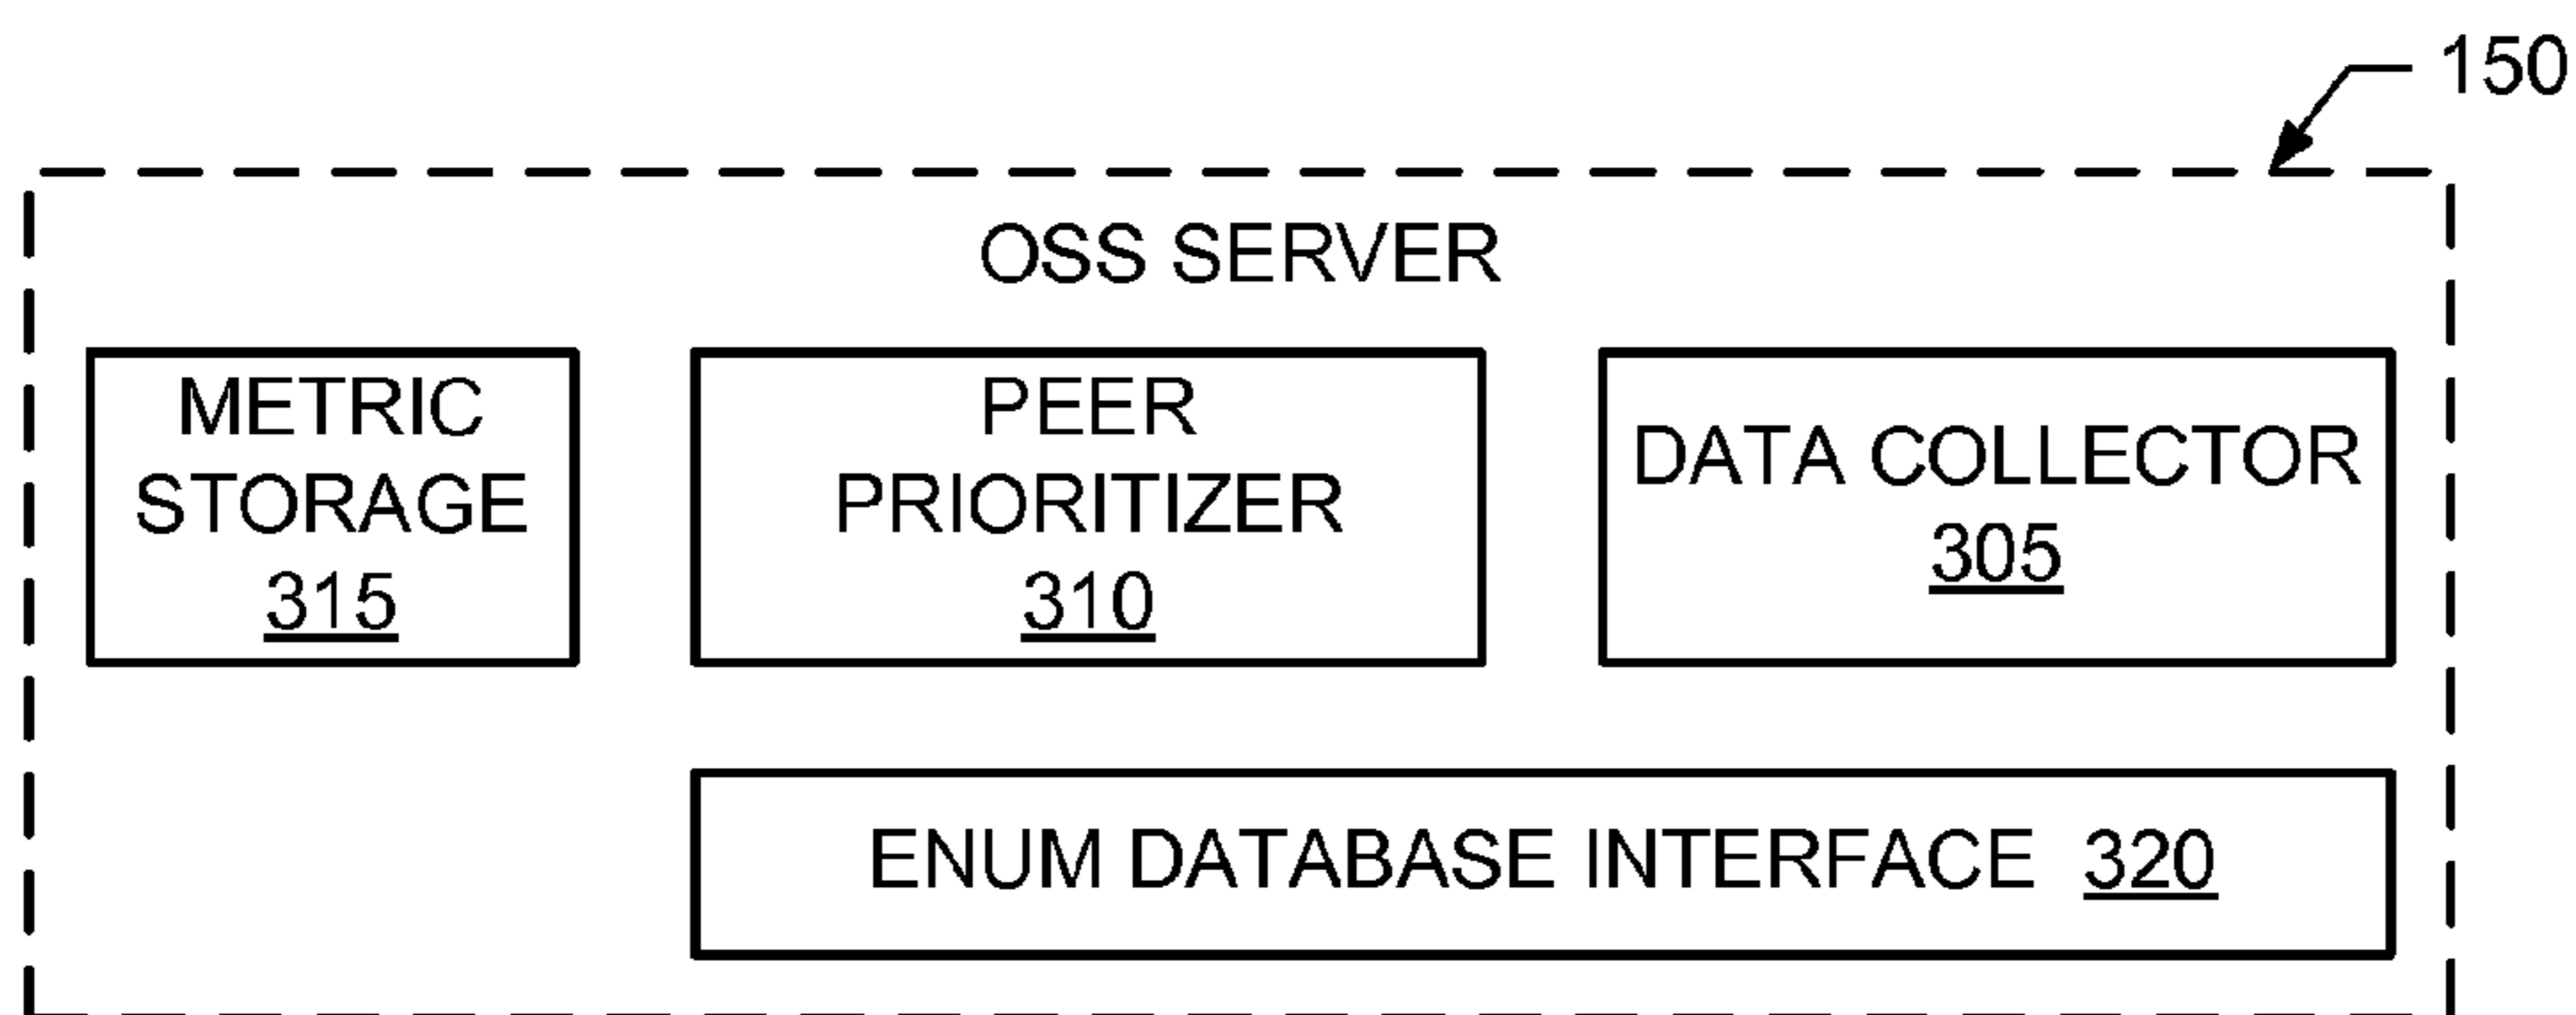 150
OSS SERVER
METRIC
STORAGE
315
PEER
PRIORITIZER
310
DATA COLLECTOR
305
ENUM DATABASE INTERFACE 320